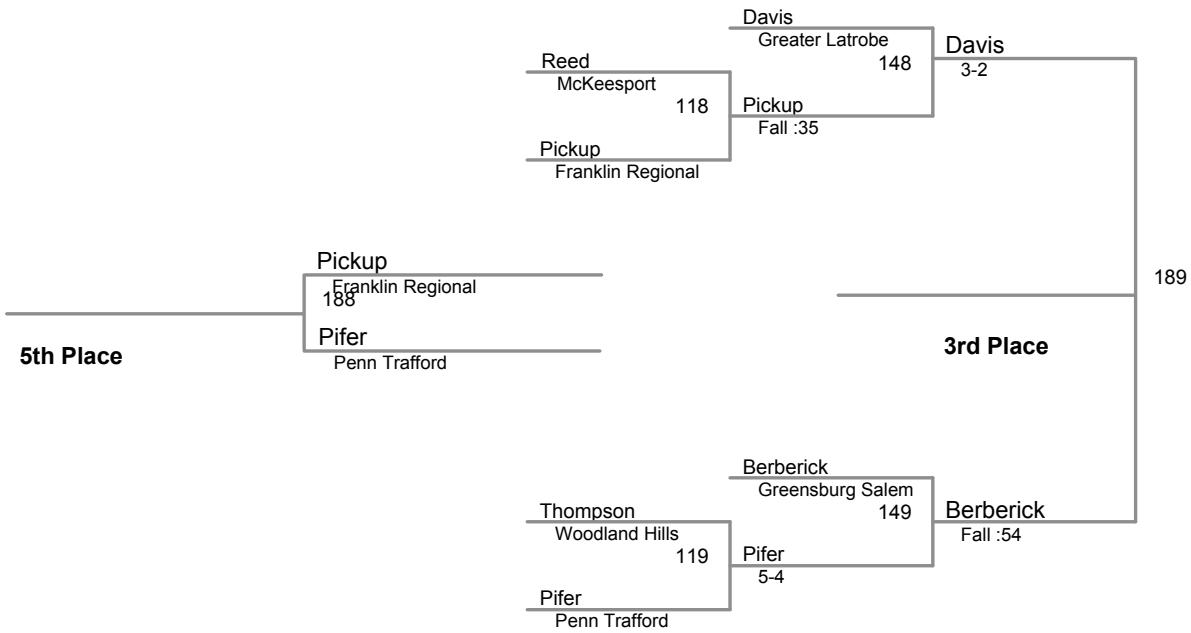 Davis
Greater Latrobe
148
Davis
3-2
Reed
McKeesport
118
Pickup
Fall :35
Pickup
Franklin Regional
Pickup
Franklin Regional
188
Pifer
Penn Trafford
5th Place
189
3rd Place
Berberick
Greensburg Salem
149
Berberick
Fall :54
Thompson
Woodland Hills
119
Pifer
5-4
Pifer
Penn Trafford